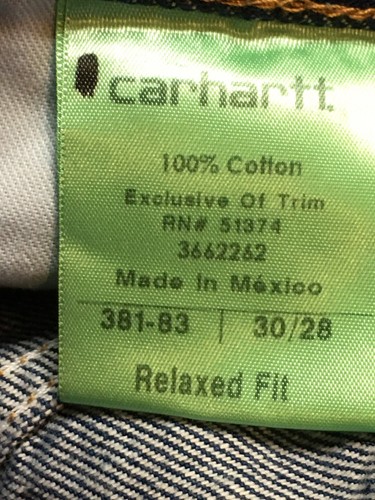 carhartt.
100% Cotton
Exclusive Of Trim
RN# 51374
3662262
Made In México
381-83 | 30/28
Relaxed Fit